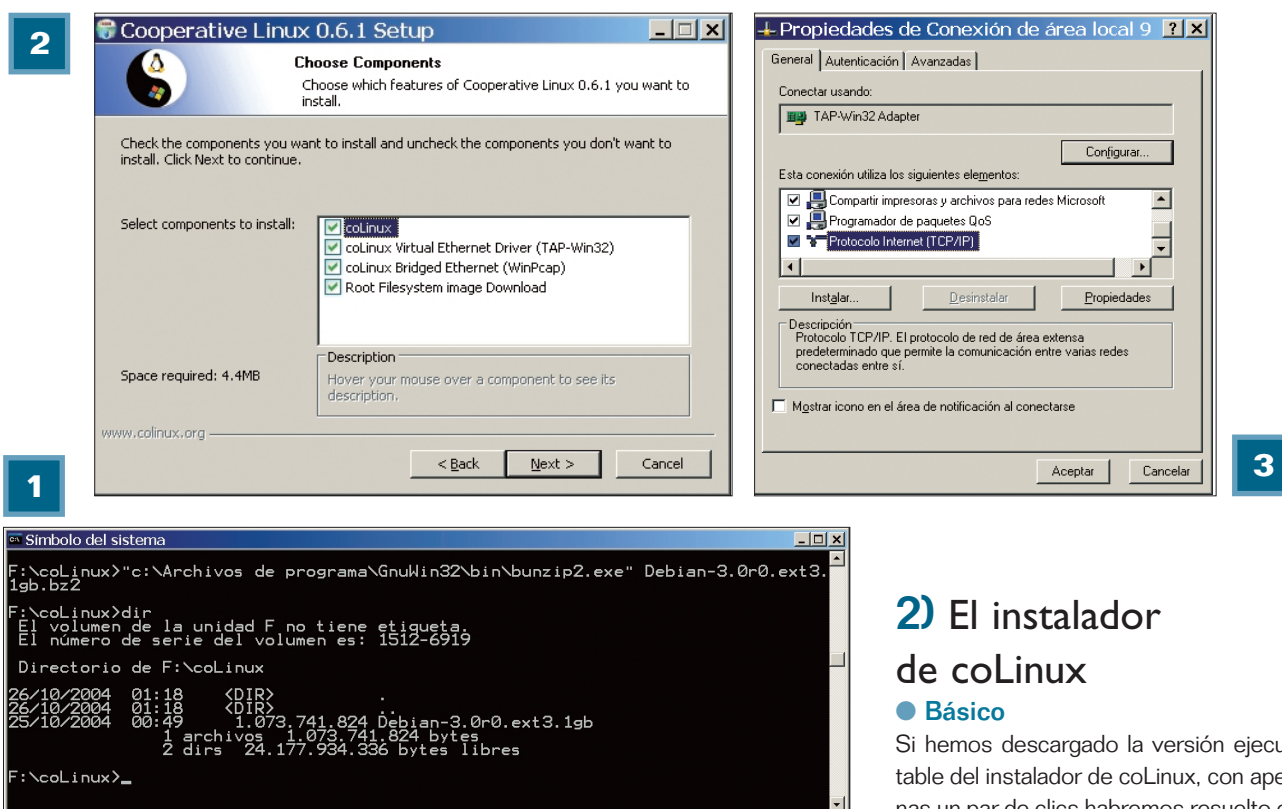 2
Cooperative Linux 0.6.1 Setup
Choose Components
Choose which features of Cooperative Linux 0.6.1 you want to
install.
Check the components you want to install and uncheck the components you don't want to
install. Click Next to continue.
Select components to install:
coLinux
coLinux Virtual Ethernet Driver (TAP-Win32)
coLinux Bridged Ethernet (WinPcap)
Root Filesystem image Download
Space required: 4.4MB
Description
Hover your mouse over a component to see its
description.
www.colinux.org
< Back
Next >
Cancel
Propiedades de Conexión de área local 9
General
Autenticación
Avanzadas
Conectar usando:
TAP-Win32 Adapter
Configurar...
Esta conexión utiliza los siguientes elementos:
Compartir impresoras y archivos para redes Microsoft
Programador de paquetes QoS
Protocolo Internet (TCP/IP)
Instalar...
Desinstalar
Propiedades
Descripción
Protocolo TCP/IP. El protocolo de red de área extensa
predeterminado que permite la comunicación entre varias redes
conectadas entre sí.
Mostrar icono en el área de notificación al conectarse
Aceptar
Cancelar
3
1
Símbolo del sistema
F:\coLinux>"c:\Archivos de programa\GnuWin32\bin\bunzip2.exe" Debian-3.0r0.ext3.
1gb.bz2
F:\coLinux>dir
El volumen de la unidad F no tiene etiqueta.
El número de serie del volumen es: 1512-6919
Directorio de F:\coLinux
26/10/2004 01:18 <DIR> .
26/10/2004 01:18 <DIR> ..
25/10/2004 00:49 1.073.741.824 Debian-3.0r0.ext3.1gb
1 archivos 1.073.741.824 bytes
2 dirs 24.177.934.336 bytes libres
F:\coLinux>_
2) El instalador
de coLinux
● Básico
Si hemos descargado la versión ejecu
table del instalador de coLinux, con ape
nas un par de clics habremos resuelto